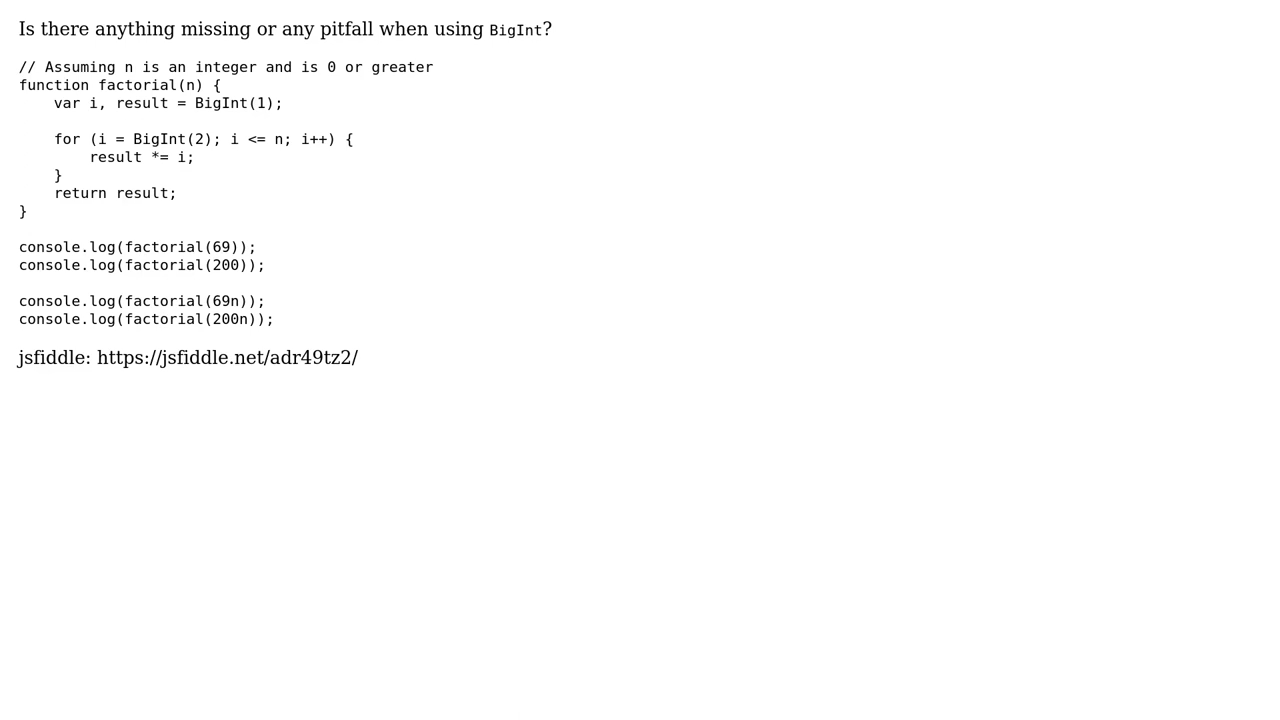 Is there anything missing or any pitfall when using BigInt?
// Assuming n is an integer and is 0 or greater
function factorial(n) {
    var i, result = BigInt(1);

    for (i = BigInt(2); i <= n; i++) {
        result *= i;
    }
    return result;
}

console.log(factorial(69));
console.log(factorial(200));

console.log(factorial(69n));
console.log(factorial(200n));
jsfiddle: https://jsfiddle.net/adr49tz2/